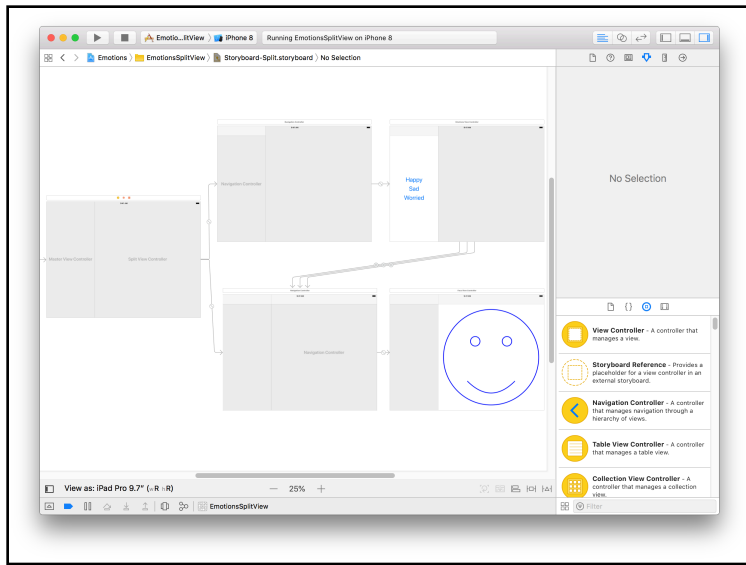 Emotio...litView
iPhone 8
Running EmotionsSplitView on iPhone 8
Emotions
EmotionsSplitView
Storyboard-Split.storyboard
No Selection
Navigation Controller
Happy
Sad
Worried
Master View Controller
Split View Controller
Navigation Controller
No Selection
View Controller - A controller that
manages a view.
Storyboard Reference - Provides a
placeholder for a view controller in an
external storyboard.
Navigation Controller - A controller
that manages navigation through a
hierarchy of views.
Table View Controller - A controller
that manages a table view.
Collection View Controller - A
controller that manages a collection
view.
View as: iPad Pro 9.7" (wR hR)
25%
EmotionsSplitView
Filter